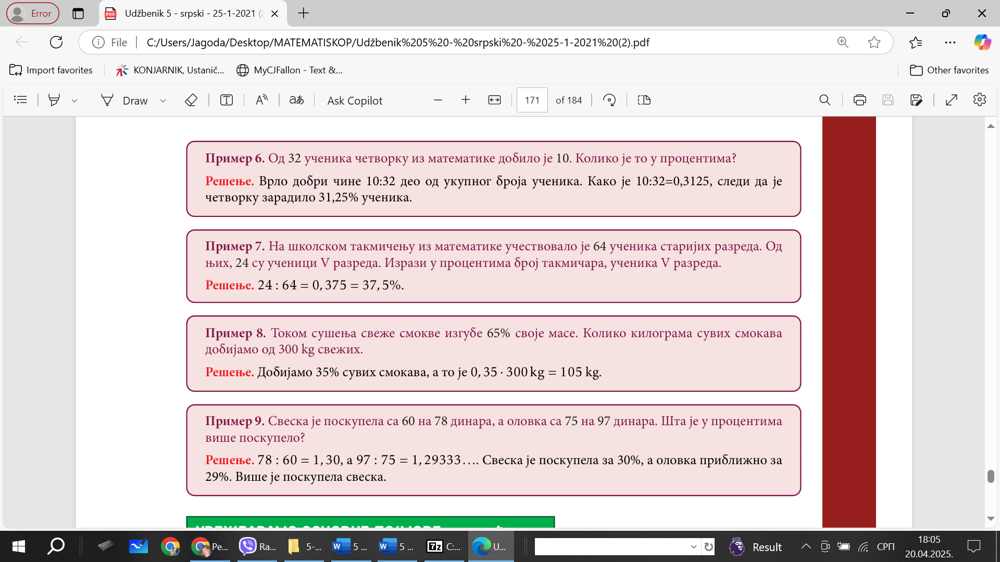 Error
Udžbenik 5 - srpski - 25-1-2021 (2
File
C:/Users/Jagoda/Desktop/MATEMATISKOP/Udžbenik%205%20-%20srpski%20-%2025-1-2021%20(2).pdf
Import favorites
KONJARNIK, Ustanič...
MyCJFallon - Text &...
Other favorites
Draw
Ask Copilot
171 of 184
Пример 6. Од 32 ученика четворку из математике добило је 10. Колико је то у процентима?
Решење. Врло добри чине 10:32 део од укупног броја ученика. Како је 10:32=0,3125, следи да је
четворку зарадило 31,25% ученика.
Пример 7. На школском такмичењу из математике учествовало је 64 ученика старијих разреда. Од
њих, 24 су ученици V разреда. Изрази у процентима број такмичара, ученика V разреда.
Решење. 24 : 64 = 0,375 = 37,5%.
Пример 8. Током сушења свеже смокве изгубе 65% своје масе. Колико килограма сувих смокава
добијамо од 300 kg свежих.
Решење. Добијамо 35% сувих смокава, а то је 0,35 · 300 kg = 105 kg.
Пример 9. Свеска је поскупела са 60 на 78 динара, а оловка са 75 на 97 динара. Шта је у процентима
више поскупело?
Решење. 78 : 60 = 1,30, а 97 : 75 = 1,29333.... Свеска је поскупела за 30%, а оловка приближно за
29%. Више је поскупела свеска.
Pe...
Ra...
5-...
5 ...
5 ...
C:...
U...
Result
СРП
18:05
20.04.2025.